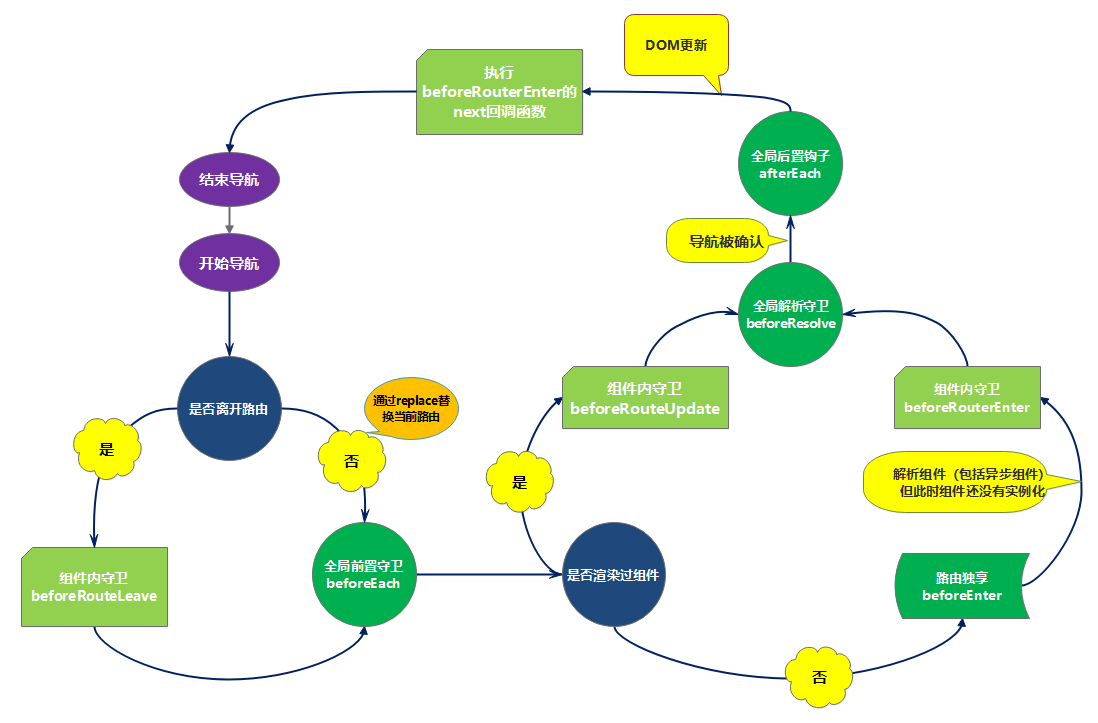 DOM更新
执行
beforeRouterEnter的
next回调函数
全局后置钩子
afterEach
结束导航
导航被确认
开始导航
全局解析守卫
beforeResolve
是否离开路由
通过replace替
换当前路由
组件内守卫
beforeRouteUpdate
组件内守卫
beforeRouterEnter
是
否
是
解析组件（包括异步组件）
但此时组件还没有实例化
组件内守卫
beforeRouteLeave
全局前置守卫
beforeEach
是否渲染过组件
路由独享
beforeEnter
否